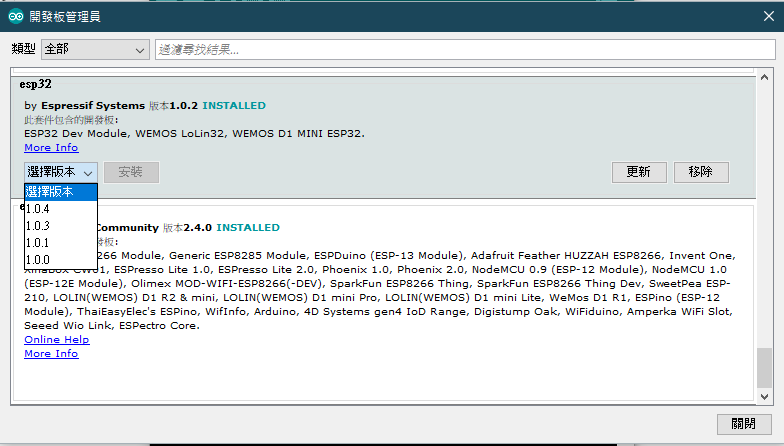 開發板管理員
類型 全部 過濾尋找結果...
esp32
by Espressif Systems 版本1.0.2 INSTALLED
此套件包含的開發板:
ESP32 Dev Module, WEMOS LoLin32, WEMOS D1 MINI ESP32.
More Info
選擇版本 安裝 更新 移除
選擇版本
1.0.4
1.0.3
1.0.1
1.0.0
Community 版本2.4.0 INSTALLED
發板:
266 Module, Generic ESP8285 Module, ESPDuino (ESP-13 Module), Adafruit Feather HUZZAH ESP8266, Invent One,
CW01, ESPresso Lite 1.0, ESPresso Lite 2.0, Phoenix 1.0, Phoenix 2.0, NodeMCU 0.9 (ESP-12 Module), NodeMCU 1.0
(ESP-12E Module), Olimex MOD-WIFI-ESP8266(-DEV), SparkFun ESP8266 Thing, SparkFun ESP8266 Thing Dev, SweetPea ESP-
210, LOLIN(WEMOS) D1 R2 & mini, LOLIN(WEMOS) D1 mini Pro, LOLIN(WEMOS) D1 mini Lite, WeMos D1 R1, ESPino (ESP-12
Module), ThaiEasyElec's ESPino, WifInfo, Arduino, 4D Systems gen4 IoD Range, Digistump Oak, WiFiduino, Amperka WiFi Slot,
Seeed Wio Link, ESPectro Core.
Online Help
More Info
關閉